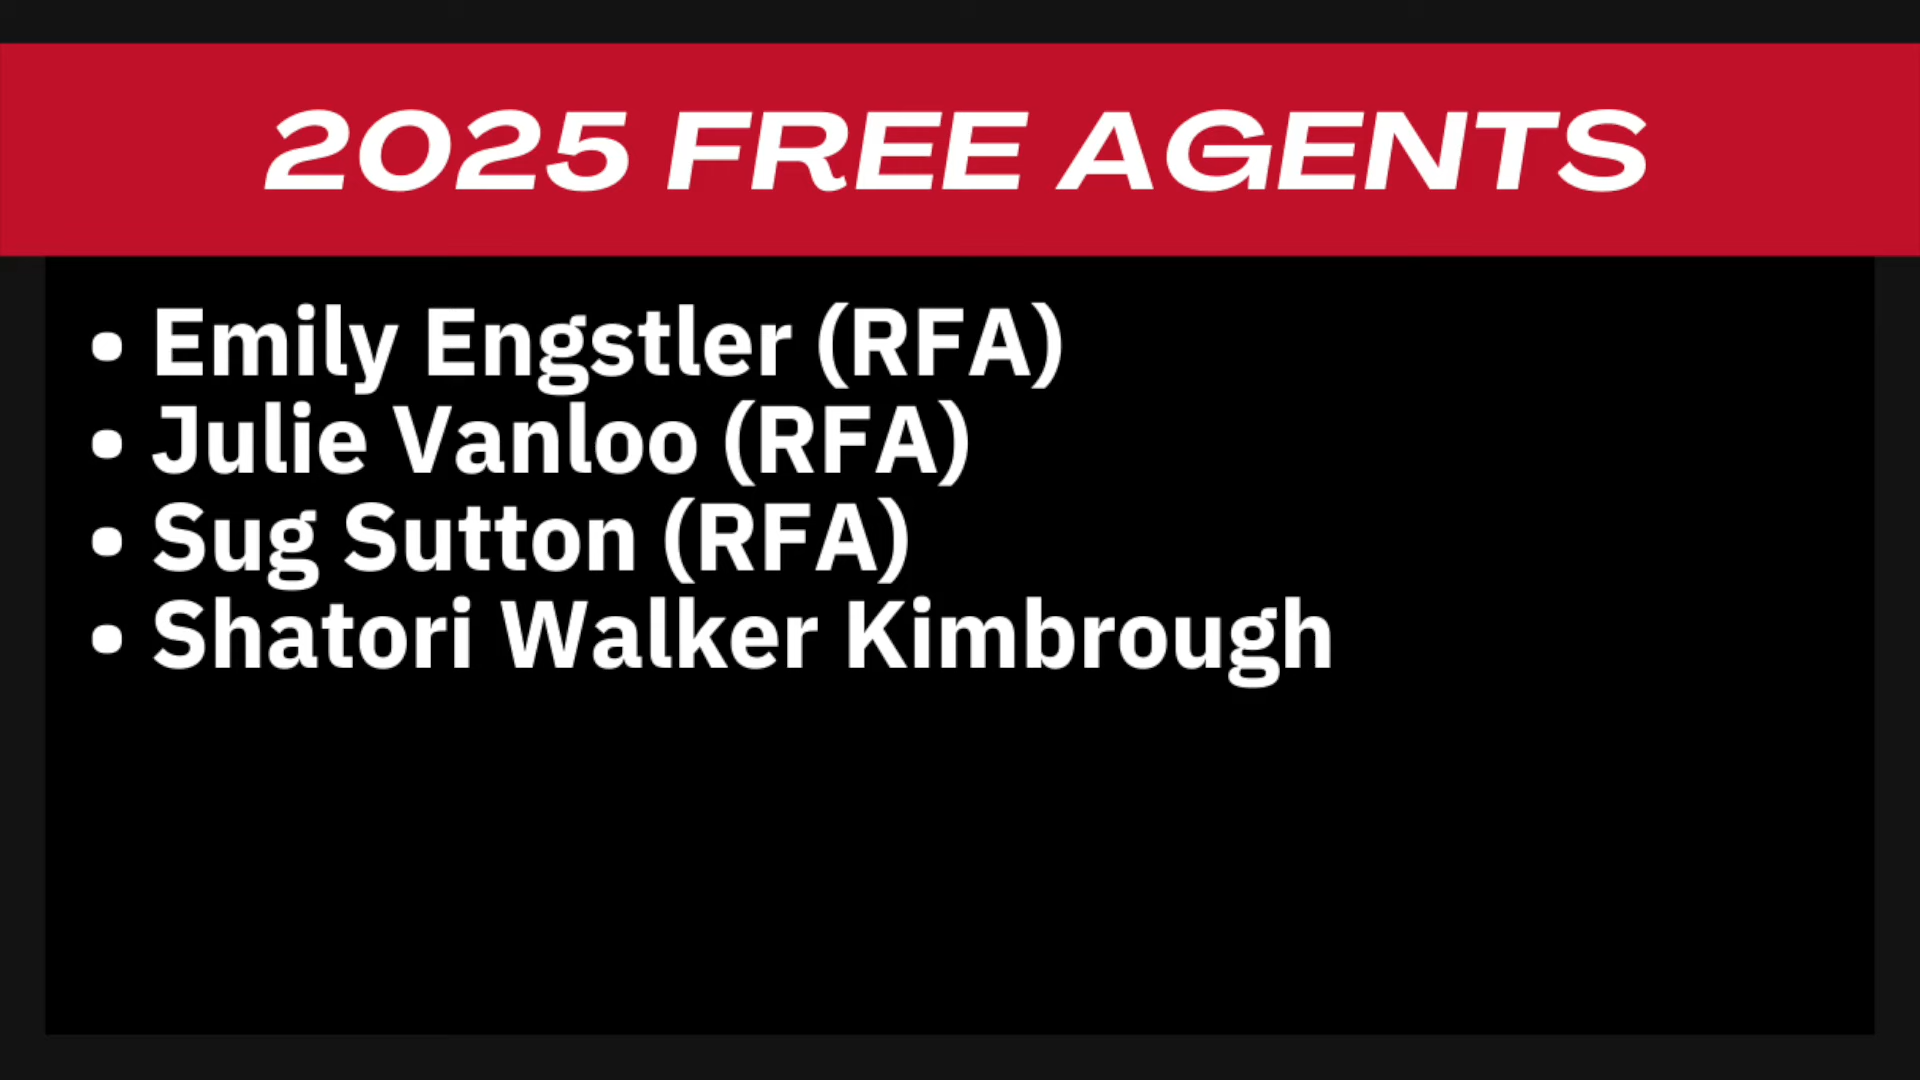 2025 FREE AGENTS
• Emily Engstler (RFA)
• Julie Vanloo (RFA)
• Sug Sutton (RFA)
• Shatori Walker Kimbrough